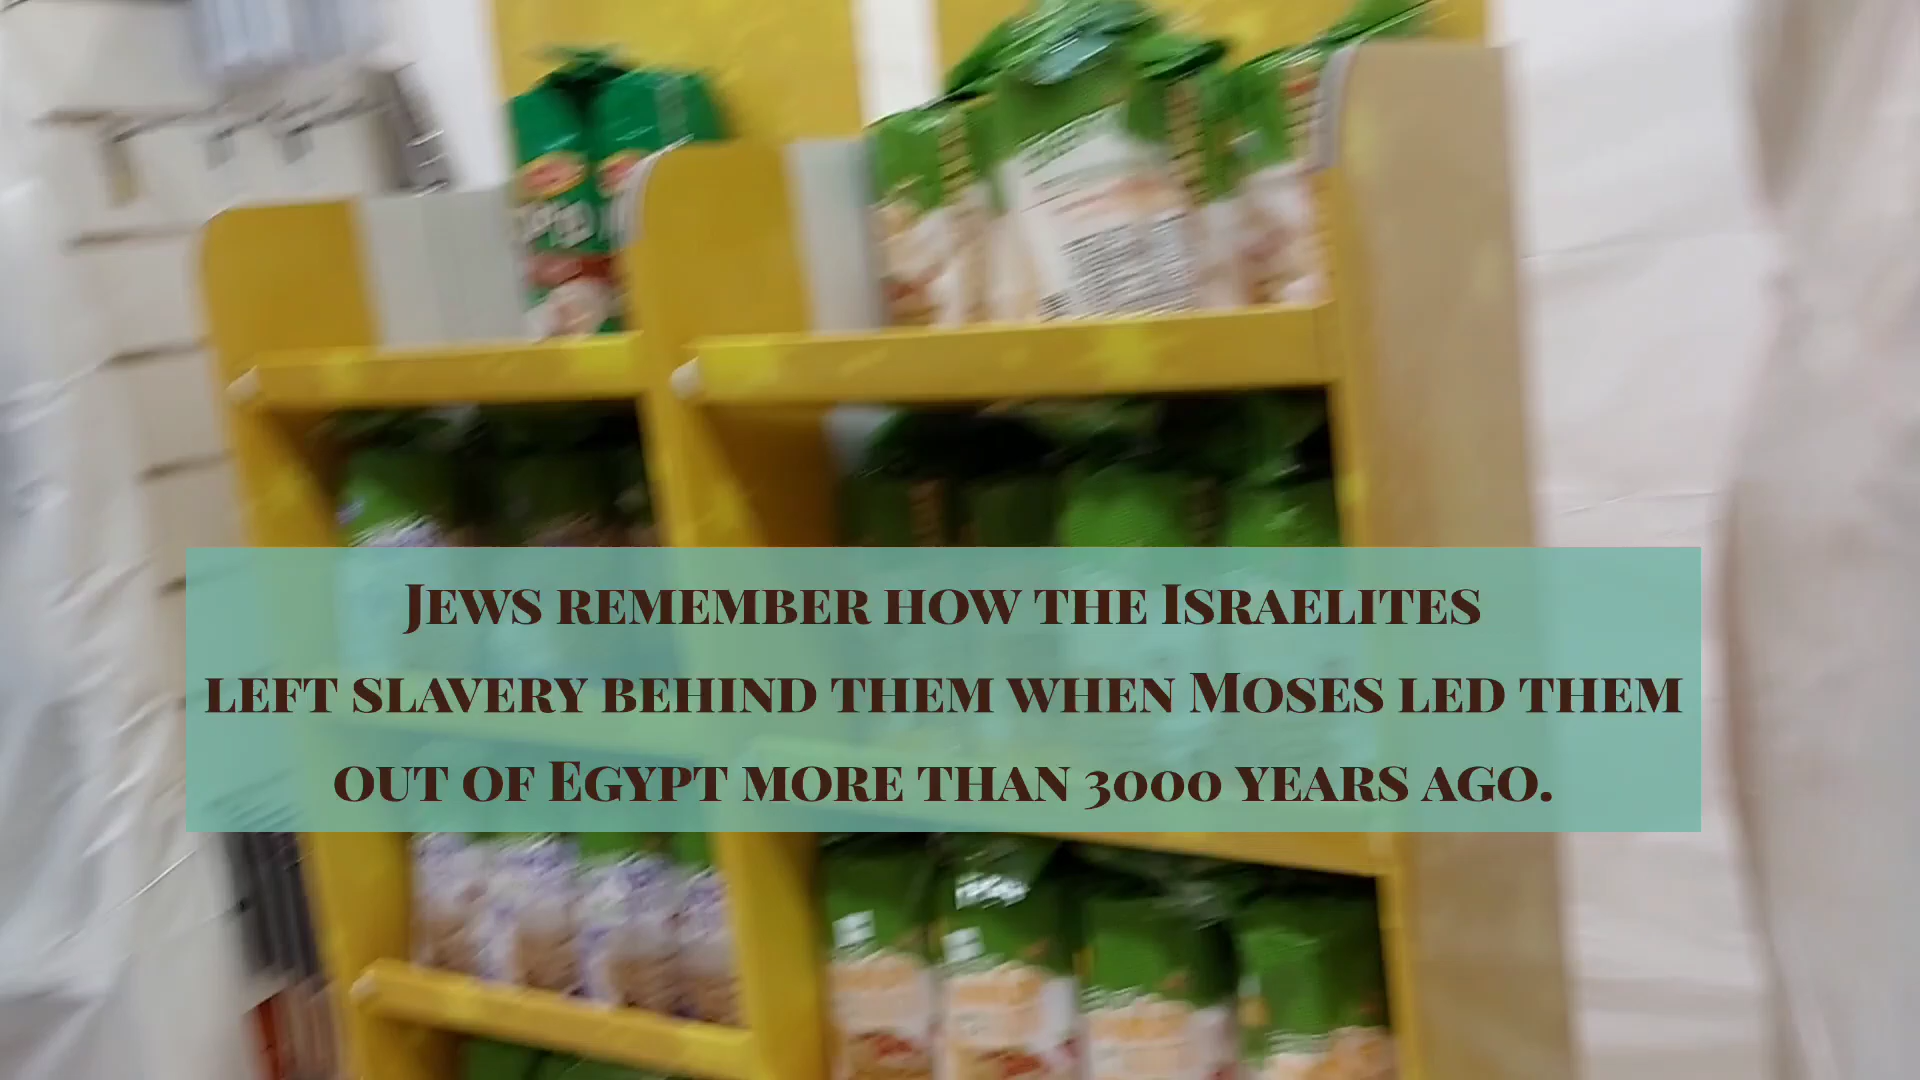 Jews remember how the Israelites
left slavery behind them when Moses led them
out of Egypt more than 3000 years ago.